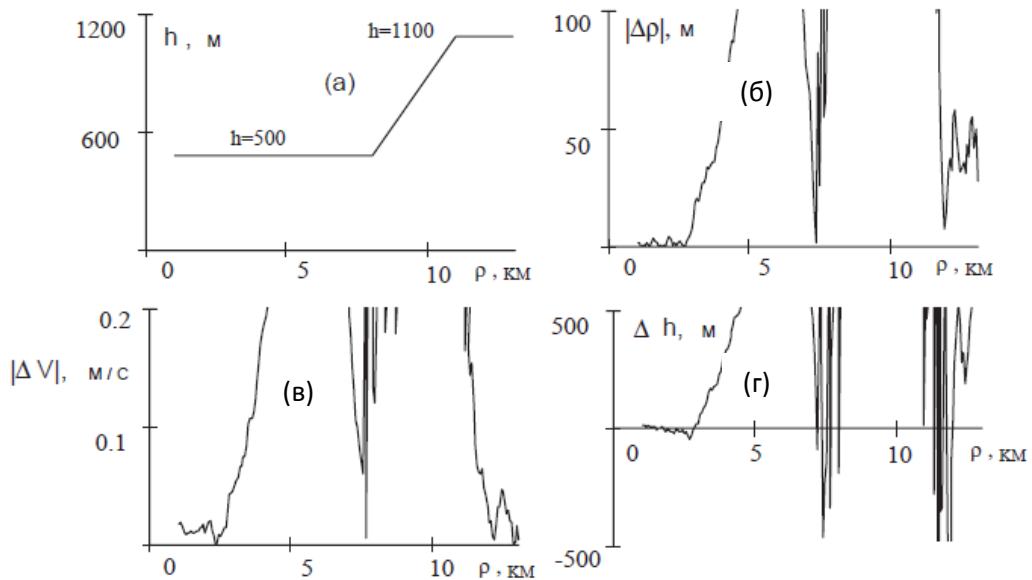 1200
h , м
h=1100
(а)
600
h=500
0
5
10
ρ , км
100
|Δρ|, м
(б)
50
0
5
10
ρ , км
0.2
|Δ V|, м / с
(в)
0.1
0
5
10
ρ , км
500
Δ h, м
(г)
0
5
10
ρ , км
-500